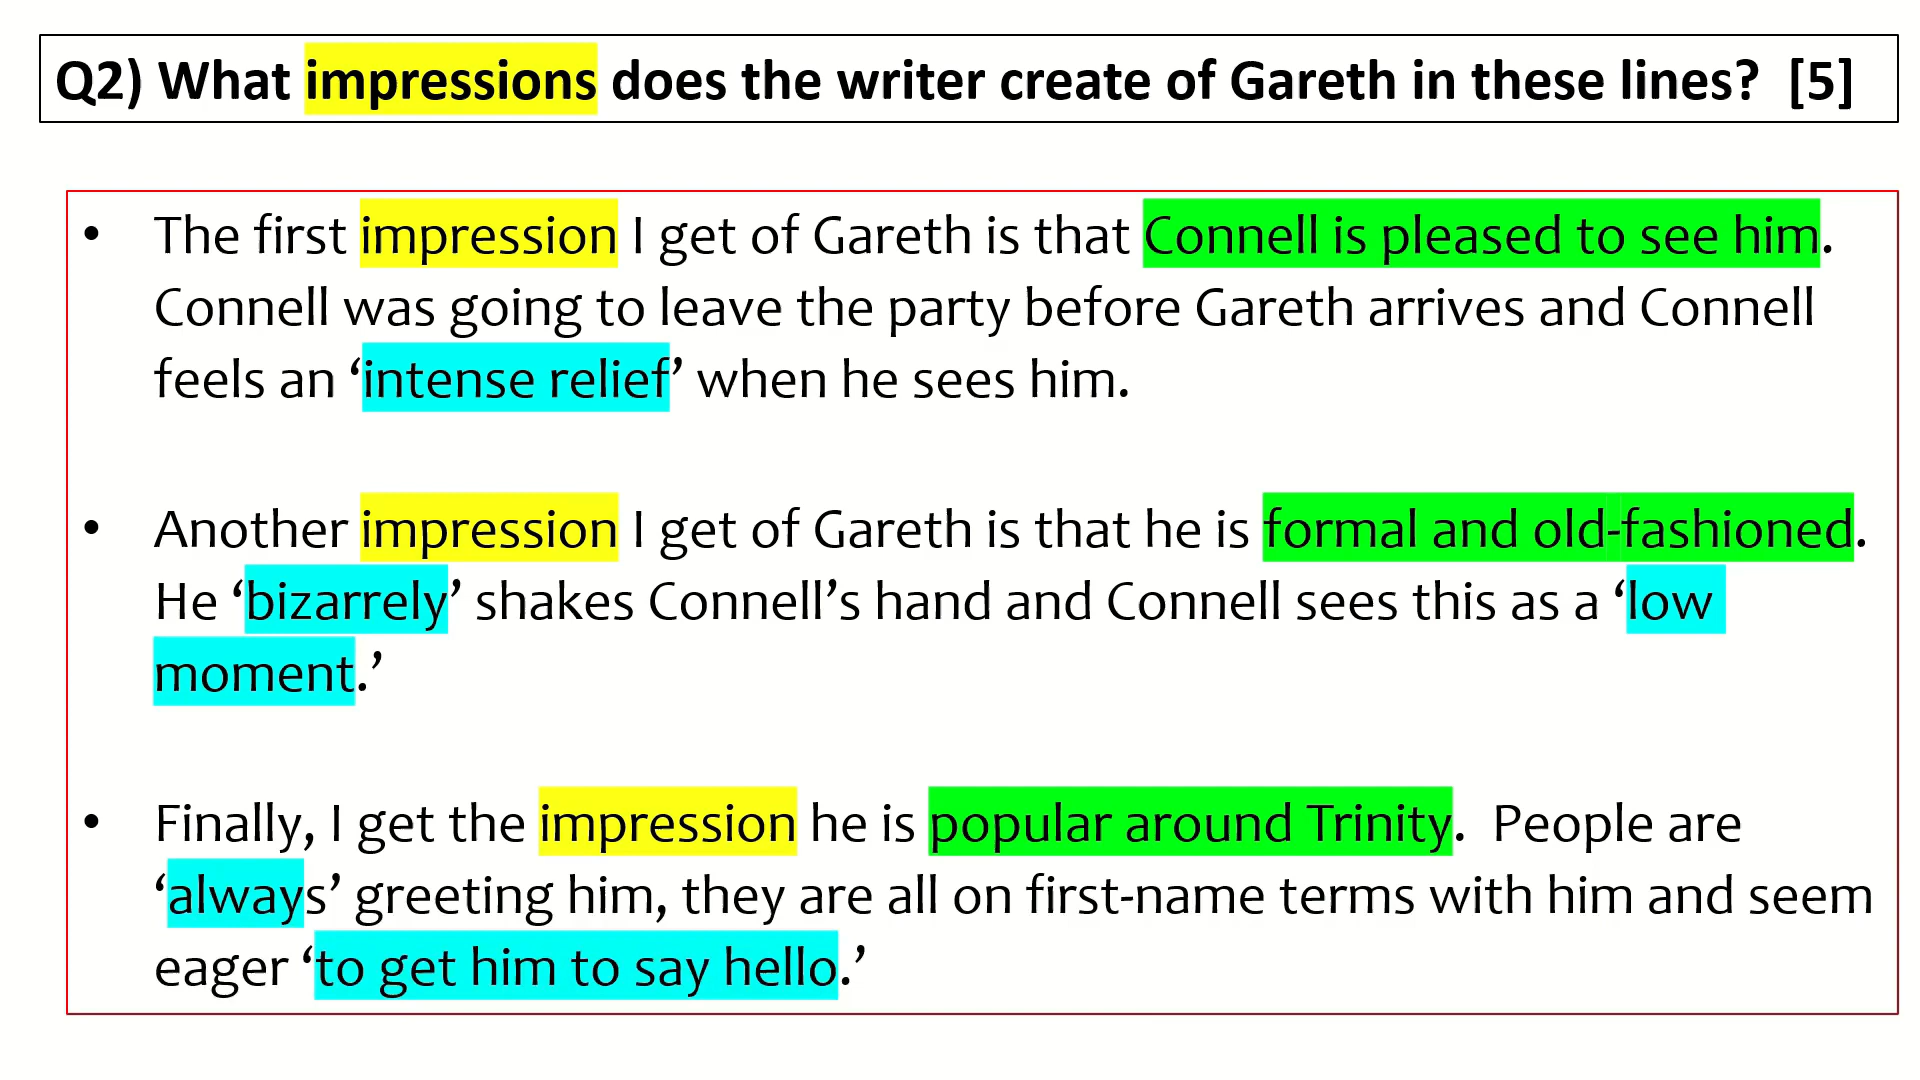 Q2) What impressions does the writer create of Gareth in these lines?  [5]
• The first impression I get of Gareth is that Connell is pleased to see him.
Connell was going to leave the party before Gareth arrives and Connell
feels an ‘intense relief’ when he sees him.
• Another impression I get of Gareth is that he is formal and old-fashioned.
He ‘bizarrely’ shakes Connell’s hand and Connell sees this as a ‘low
moment.’
• Finally, I get the impression he is popular around Trinity.  People are
‘always’ greeting him, they are all on first-name terms with him and seem
eager ‘to get him to say hello.’